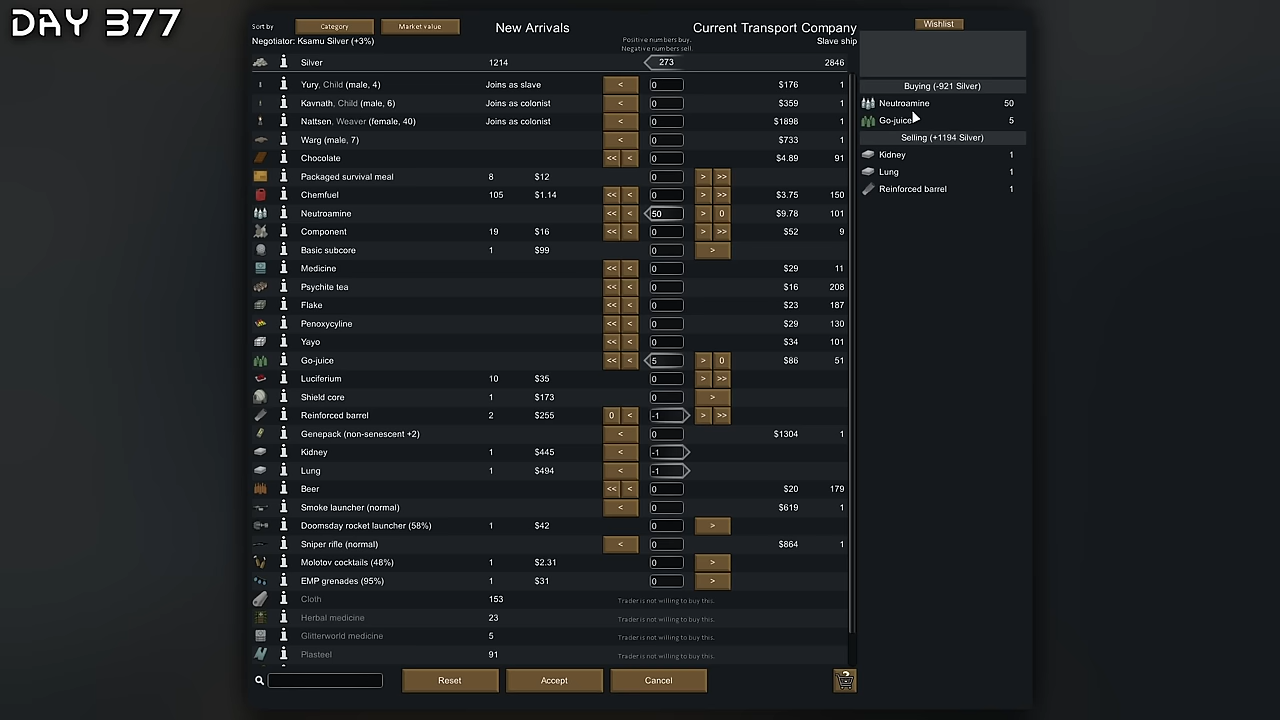 DAY 377
Sort by Category Market value New Arrivals Current Transport Company Wishlist
Negotiator: Ksamu Silver (+3%) Positive numbers buy. Negative numbers sell. Slave ship
Silver 1214 273 2846
Yury, Child (male, 4) Joins as slave < 0 $176 1
Kavnath, Child (male, 6) Joins as colonist < 0 $359 1
Nattsen, Weaver (female, 40) Joins as colonist < 0 $1898 1
Warg (male, 7) < 0 $733 1
Chocolate << < 0 $4.89 91
Packaged survival meal 8 $12 0 > >>
Chemfuel 105 $1.14 << < 0 > >> $3.75 150
Neutroamine << < 50 > 0 $9.78 101
Component 19 $16 << < 0 > >> $52 9
Basic subcore 1 $99 0 >
Medicine << < 0 $29 11
Psychite tea << < 0 $16 208
Flake << < 0 $23 187
Penoxycyline << < 0 $29 130
Yayo << < 0 $34 101
Go-juice << < 5 > 0 $86 51
Luciferium 10 $35 0 > >>
Shield core 1 $173 0 >
Reinforced barrel 2 $255 0 < -1 > >>
Genepack (non-senescent +2) < 0 $1304 1
Kidney 1 $445 < -1
Lung 1 $494 < -1
Beer << < 0 $20 179
Smoke launcher (normal) < 0 $619 1
Doomsday rocket launcher (58%) 1 $42 0 >
Sniper rifle (normal) < 0 $864 1
Molotov cocktails (48%) 1 $2.31 0 >
EMP grenades (95%) 1 $31 0 >
Cloth 153 Trader is not willing to buy this.
Herbal medicine 23 Trader is not willing to buy this.
Glitterworld medicine 5 Trader is not willing to buy this.
Plasteel 91 Trader is not willing to buy this.
Reset Accept Cancel
Buying (-921 Silver)
Neutroamine 50
Go-juice 5
Selling (+1194 Silver)
Kidney 1
Lung 1
Reinforced barrel 1